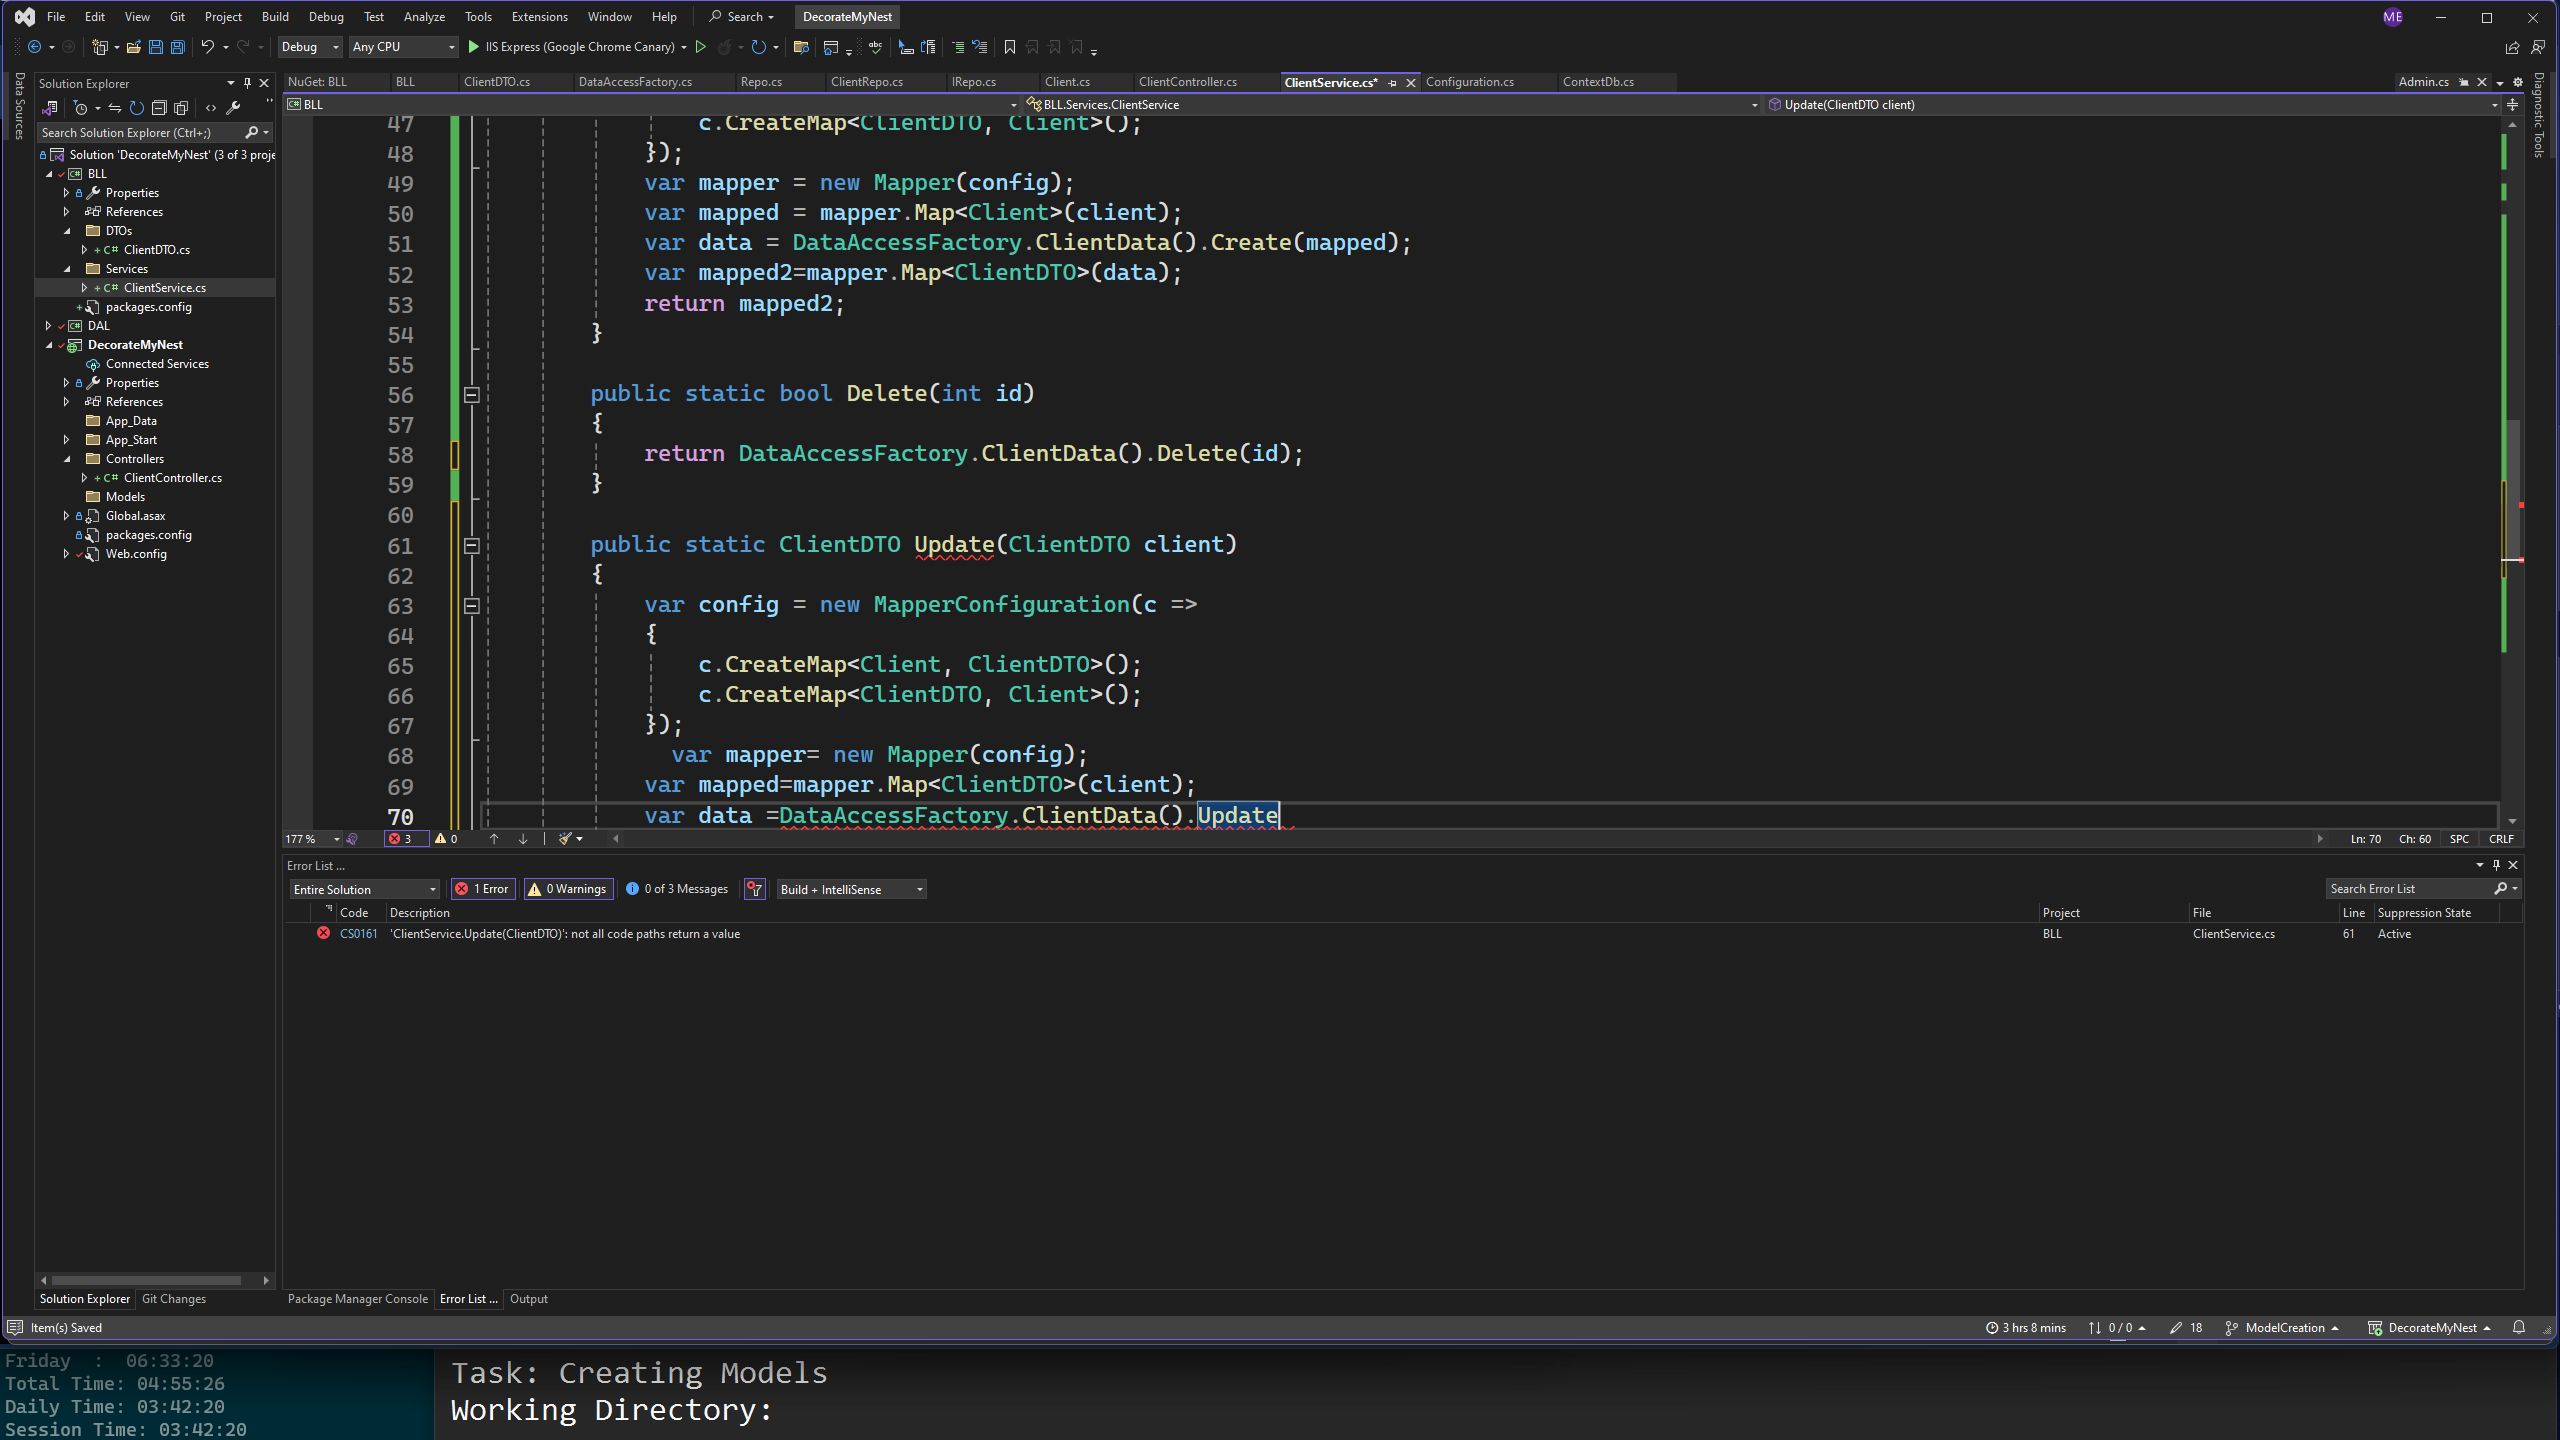 File Edit View Git Project Build Debug Test Analyze Tools Extensions Window Help Search DecorateMyNest ME
Debug Any CPU IIS Express (Google Chrome Canary)
Data Sources
Solution Explorer
Search Solution Explorer (Ctrl+;)
Solution 'DecorateMyNest' (3 of 3 proje
BLL
Properties
References
DTOs
ClientDTO.cs
Services
ClientService.cs
packages.config
DAL
DecorateMyNest
Connected Services
Properties
References
App_Data
App_Start
Controllers
ClientController.cs
Models
Global.asax
packages.config
Web.config
Solution Explorer Git Changes
NuGet: BLL BLL ClientDTO.cs DataAccessFactory.cs Repo.cs ClientRepo.cs IRepo.cs Client.cs ClientController.cs ClientService.cs* Configuration.cs ContextDb.cs Admin.cs
BLL BLL.Services.ClientService Update(ClientDTO client)
Diagnostic Tools
47 c.CreateMap<ClientDTO, Client>();
48 });
49 var mapper = new Mapper(config);
50 var mapped = mapper.Map<Client>(client);
51 var data = DataAccessFactory.ClientData().Create(mapped);
52 var mapped2=mapper.Map<ClientDTO>(data);
53 return mapped2;
54 }
55
56 public static bool Delete(int id)
57 {
58 return DataAccessFactory.ClientData().Delete(id);
59 }
60
61 public static ClientDTO Update(ClientDTO client)
62 {
63 var config = new MapperConfiguration(c =>
64 {
65 c.CreateMap<Client, ClientDTO>();
66 c.CreateMap<ClientDTO, Client>();
67 });
68 var mapper= new Mapper(config);
69 var mapped=mapper.Map<ClientDTO>(client);
70 var data =DataAccessFactory.ClientData().Update
177 % 3 0 Ln: 70 Ch: 60 SPC CRLF
Error List ...
Entire Solution 1 Error 0 Warnings 0 of 3 Messages Build + IntelliSense Search Error List
Code Description Project File Line Suppression State
CS0161 'ClientService.Update(ClientDTO)': not all code paths return a value BLL ClientService.cs 61 Active
Package Manager Console Error List ... Output
Item(s) Saved 3 hrs 8 mins 0 / 0 18 ModelCreation DecorateMyNest
Friday : 06:33:20
Total Time: 04:55:26
Daily Time: 03:42:20
Session Time: 03:42:20
Task: Creating Models
Working Directory: